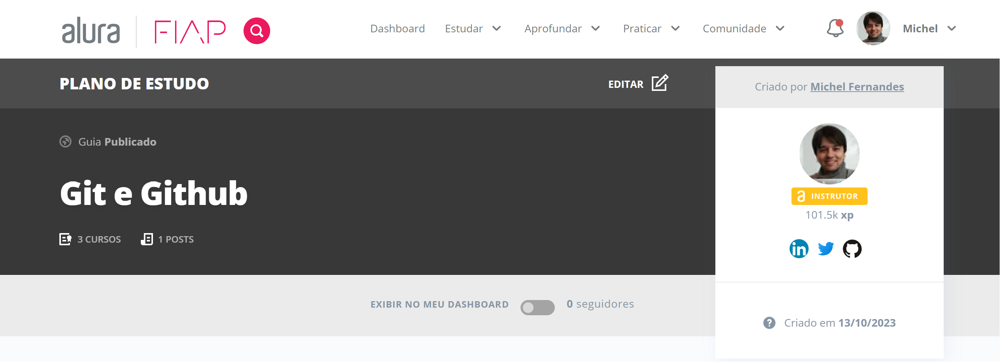 alura FIAP Dashboard Estudar Aprofundar Praticar Comunidade Michel
PLANO DE ESTUDO EDITAR
Criado por Michel Fernandes
Guia Publicado
Git e Github
3 CURSOS 1 POSTS
a INSTRUTOR
101.5k xp
in
EXIBIR NO MEU DASHBOARD 0 seguidores
? Criado em 13/10/2023